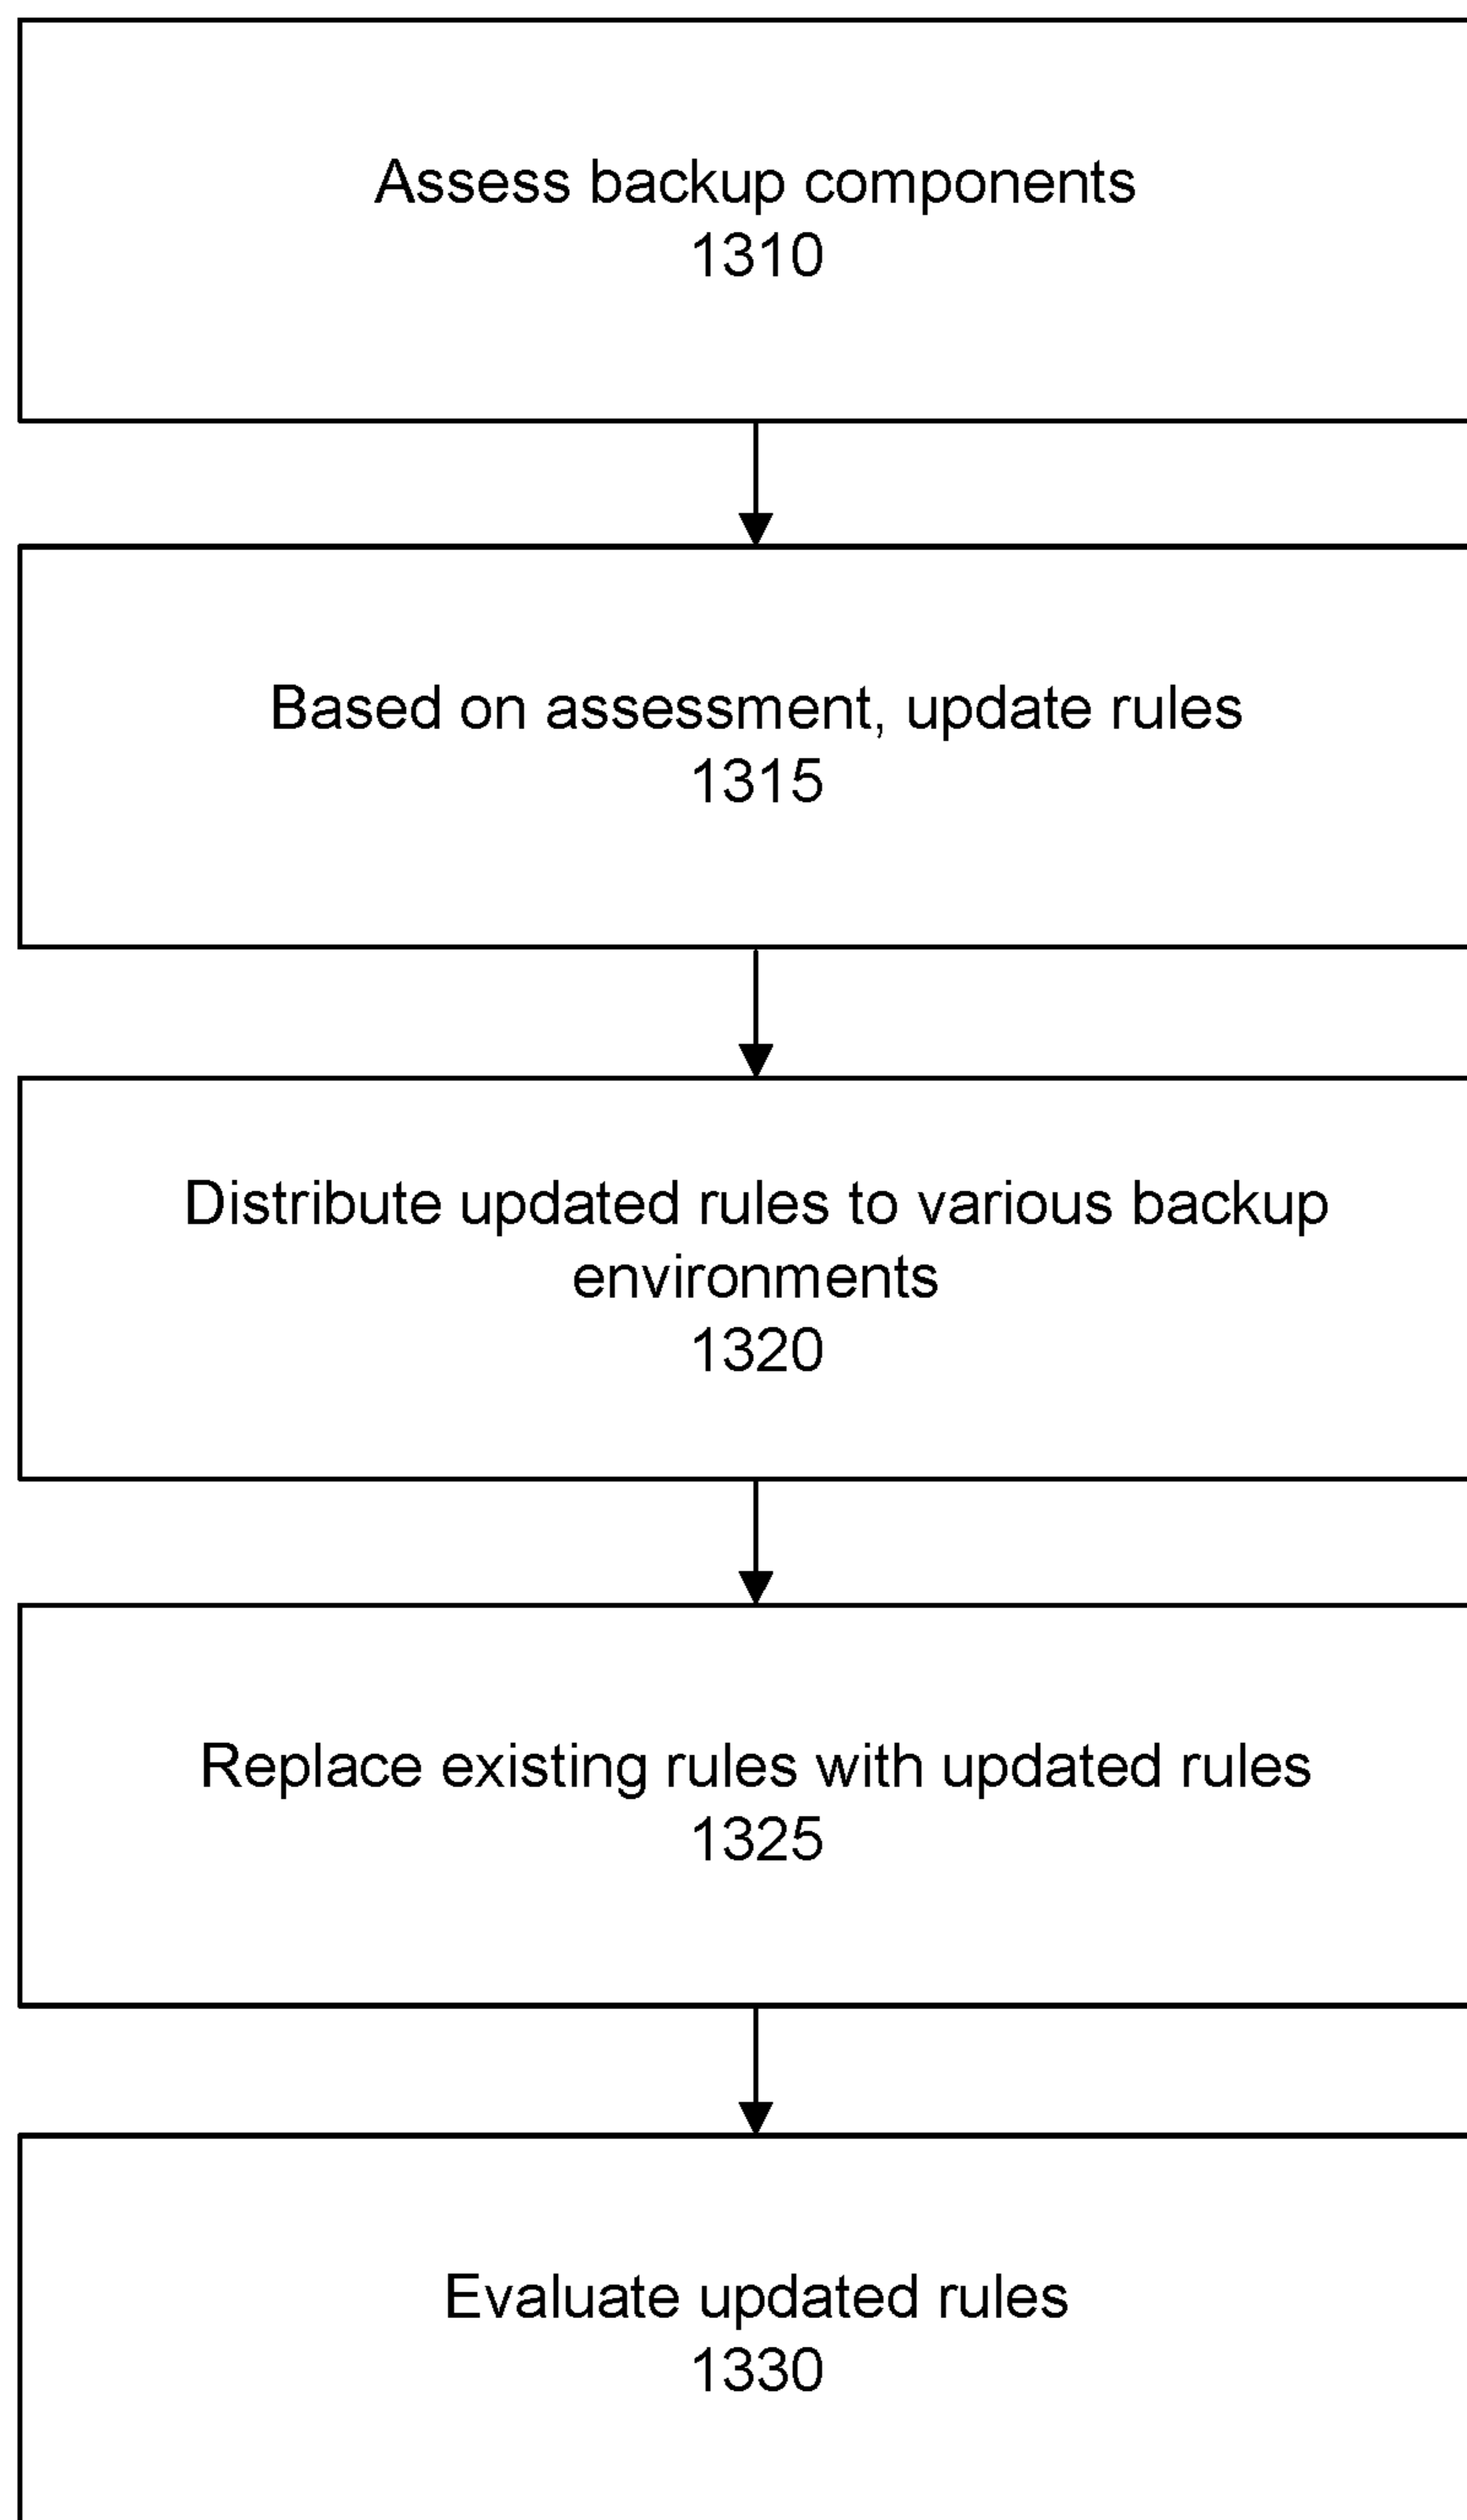 Assess backup components
1310
Based on assessment, update rules
1315
Distribute updated rules to various backup
environments
1320
Replace existing rules with updated rules
1325
Evaluate updated rules
1330